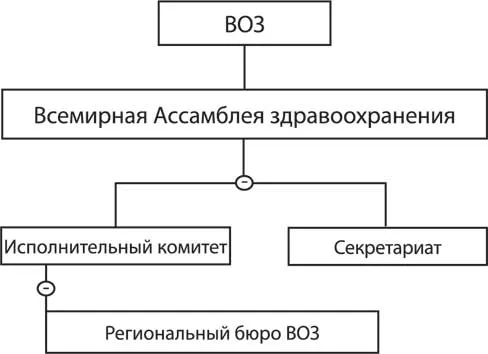 ВОЗ
Всемирная Ассамблея здравоохранения
Исполнительный комитет
Секретариат
Региональный бюро ВОЗ